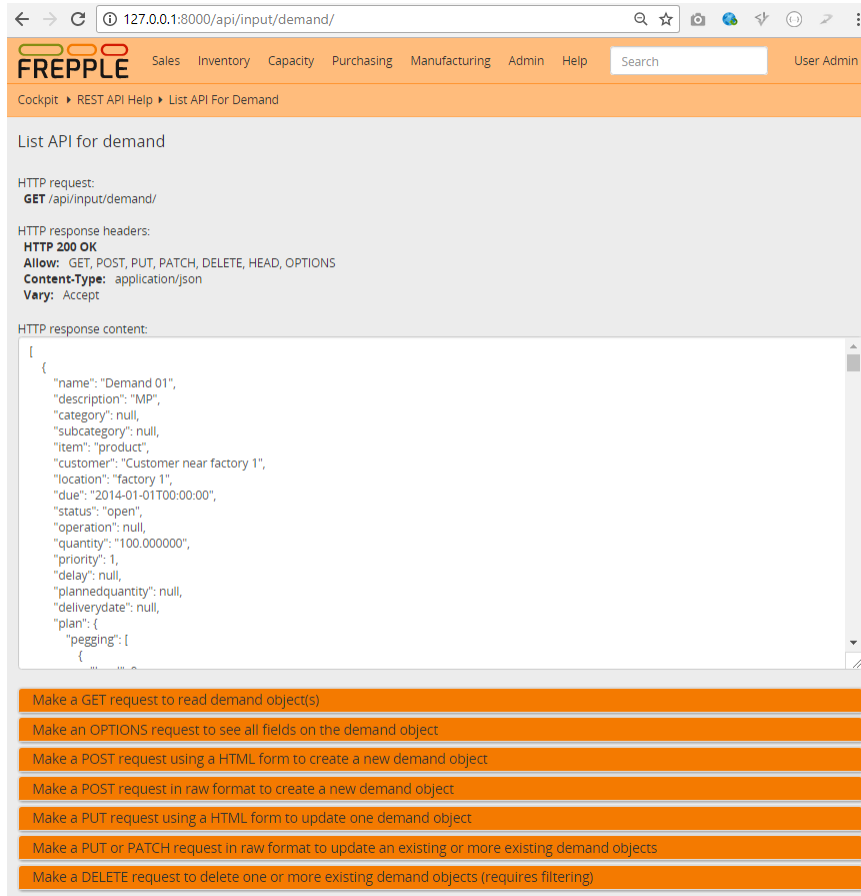 127.0.0.1:8000/api/input/demand/
FREPPLE Sales Inventory Capacity Purchasing Manufacturing Admin Help Search User Admin
Cockpit REST API Help List API For Demand
List API for demand
HTTP request:
GET /api/input/demand/
HTTP response headers:
HTTP 200 OK
Allow: GET, POST, PUT, PATCH, DELETE, HEAD, OPTIONS
Content-Type: application/json
Vary: Accept
HTTP response content:
[
{
"name": "Demand 01",
"description": "MP",
"category": null,
"subcategory": null,
"item": "product",
"customer": "Customer near factory 1",
"location": "factory 1",
"due": "2014-01-01T00:00:00",
"status": "open",
"operation": null,
"quantity": "100.000000",
"priority": 1,
"delay": null,
"plannedquantity": null,
"deliverydate": null,
"plan": {
"pegging": [
{
Make a GET request to read demand object(s)
Make an OPTIONS request to see all fields on the demand object
Make a POST request using a HTML form to create a new demand object
Make a POST request in raw format to create a new demand object
Make a PUT request using a HTML form to update one demand object
Make a PUT or PATCH request in raw format to update an existing or more existing demand objects
Make a DELETE request to delete one or more existing demand objects (requires filtering)